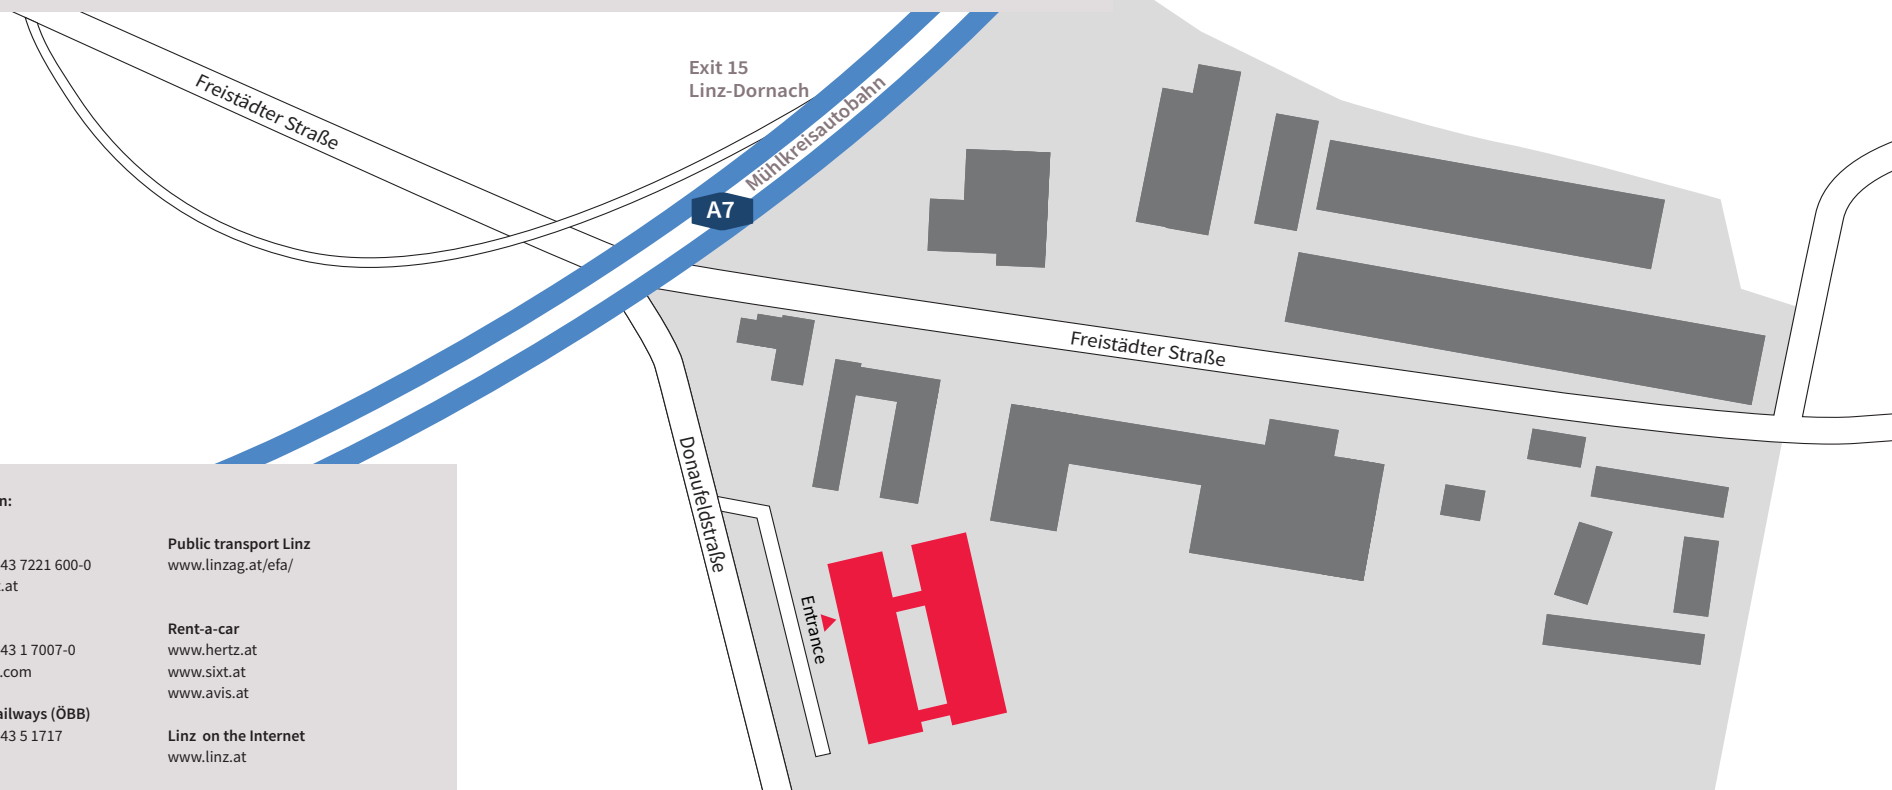 Exit 15
Linz-Dornach
Freistädter Straße
Mühlkreisautobahn
A7
Freistädter Straße
Donaufeldstraße
Entrance
n:
43 7221 600-0
.at
43 1 7007-0
.com
ailways (ÖBB)
43 5 1717
Public transport Linz
www.linzag.at/efa/
Rent-a-car
www.hertz.at
www.sixt.at
www.avis.at
Linz on the Internet
www.linz.at